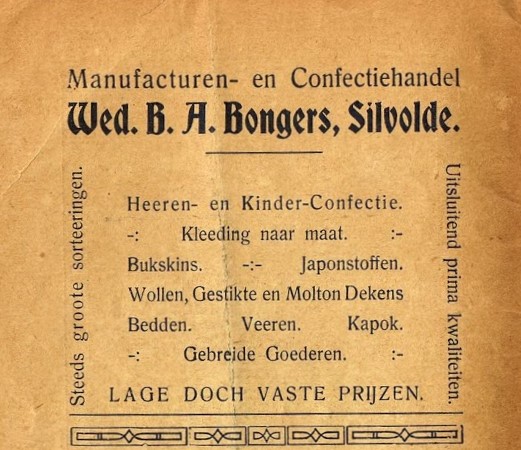 Manufacturen- en Confectiehandel
Wed. B. A. Bongers, Silvolde.
Steeds groote sorteeringen.
Heeren- en Kinder-Confectie.
-: Kleeding naar maat. :-
Bukskins. -:- Japonstoffen.
Wollen, Gestikte en Molton Dekens
Bedden. Veeren. Kapok.
-: Gebreide Goederen. :-
Uitsluitend prima kwaliteiten.
LAGE DOCH VASTE PRIJZEN.